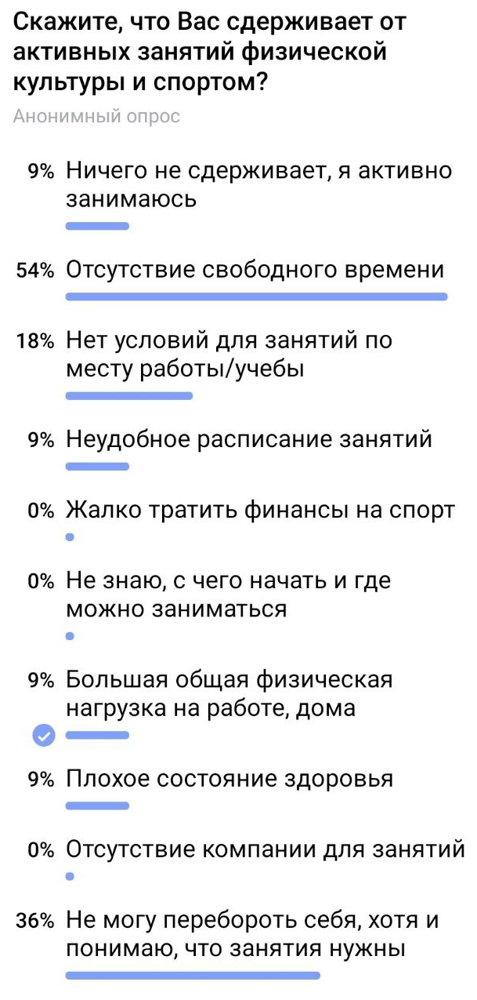 Скажите, что Вас сдерживает от
активных занятий физической
культуры и спортом?
Анонимный опрос
9% Ничего не сдерживает, я активно
занимаюсь
54% Отсутствие свободного времени
18% Нет условий для занятий по
месту работы/учебы
9% Неудобное расписание занятий
0% Жалко тратить финансы на спорт
0% Не знаю, с чего начать и где
можно заниматься
9% Большая общая физическая
нагрузка на работе, дома
9% Плохое состояние здоровья
0% Отсутствие компании для занятий
36% Не могу перебороть себя, хотя и
понимаю, что занятия нужны